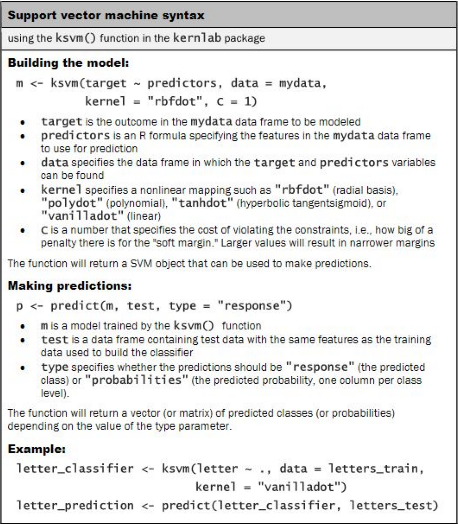 Support vector machine syntax
using the ksvm() function in the kernlab package
Building the model:
m <- ksvm(target ~ predictors, data = mydata,
kernel = "rbfdot", C = 1)
• target is the outcome in the mydata data frame to be modeled
• predictors is an R formula specifying the features in the mydata data frame
to use for prediction
• data specifies the data frame in which the target and predictors variables
can be found
• kernel specifies a nonlinear mapping such as "rbfdot" (radial basis),
"polydot" (polynomial), "tanhdot" (hyperbolic tangentsigmoid), or
"vanilladot" (linear)
• C is a number that specifies the cost of violating the constraints, i.e., how big of a
penalty there is for the "soft margin." Larger values will result in narrower margins
The function will return a SVM object that can be used to make predictions.
Making predictions:
p <- predict(m, test, type = "response")
• m is a model trained by the ksvm() function
• test is a data frame containing test data with the same features as the training
data used to build the classifier
• type specifies whether the predictions should be "response" (the predicted
class) or "probabilities" (the predicted probability, one column per class
level).
The function will return a vector (or matrix) of predicted classes (or probabilities)
depending on the value of the type parameter.
Example:
letter_classifier <- ksvm(letter ~ ., data = letters_train,
kernel = "vanilladot")
letter_prediction <- predict(letter_classifier, letters_test)